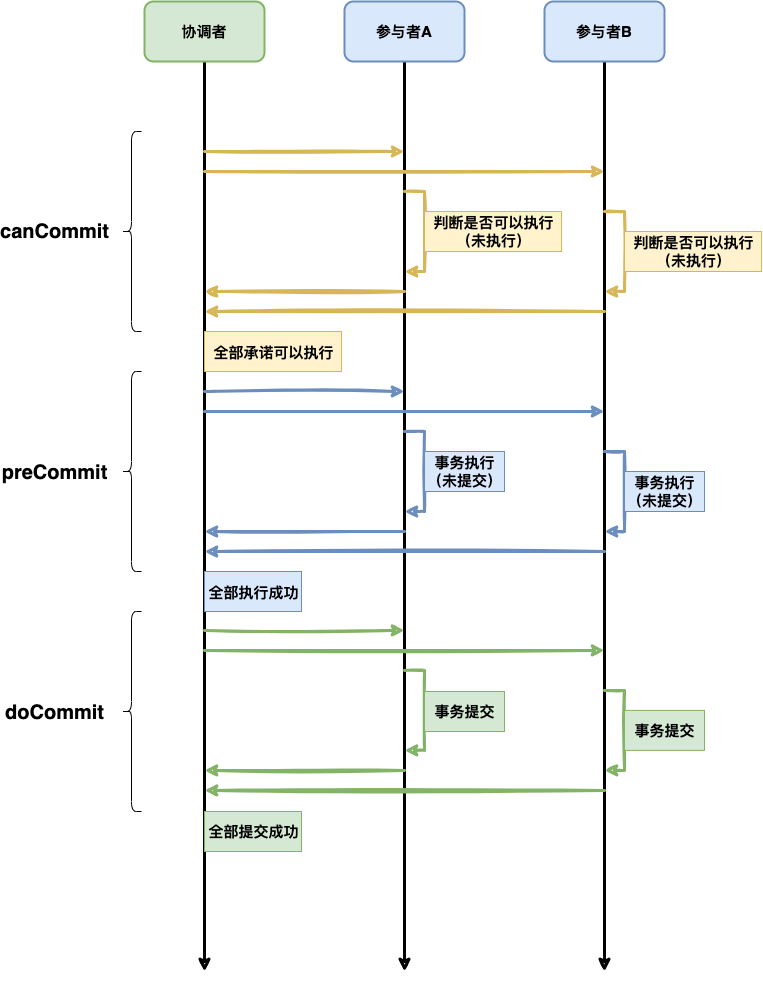 协调者
参与者A
参与者B
canCommit
判断是否可以执行
(未执行)
判断是否可以执行
(未执行)
全部承诺可以执行
preCommit
事务执行
(未提交)
事务执行
(未提交)
全部执行成功
doCommit
事务提交
事务提交
全部提交成功